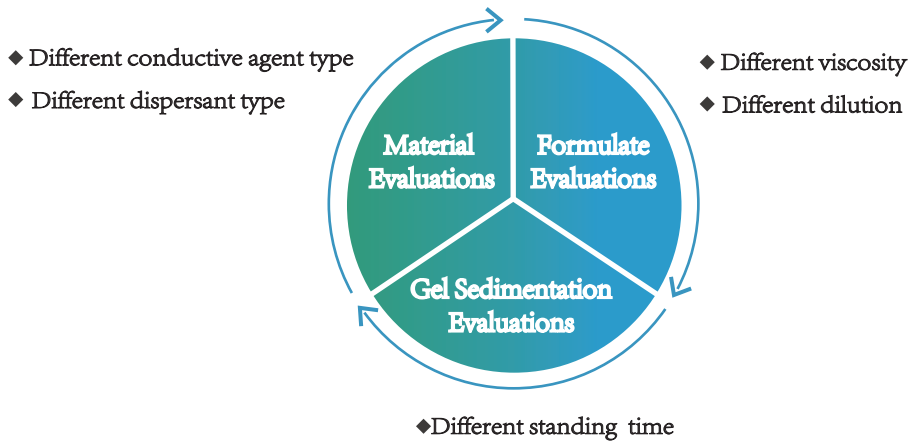 ◆ Different conductive agent type
◆ Different dispersant type
◆ Different viscosity
◆ Different dilution
Material
Evaluations
Formulate
Evaluations
Gel Sedimentation
Evaluations
◆Different standing time